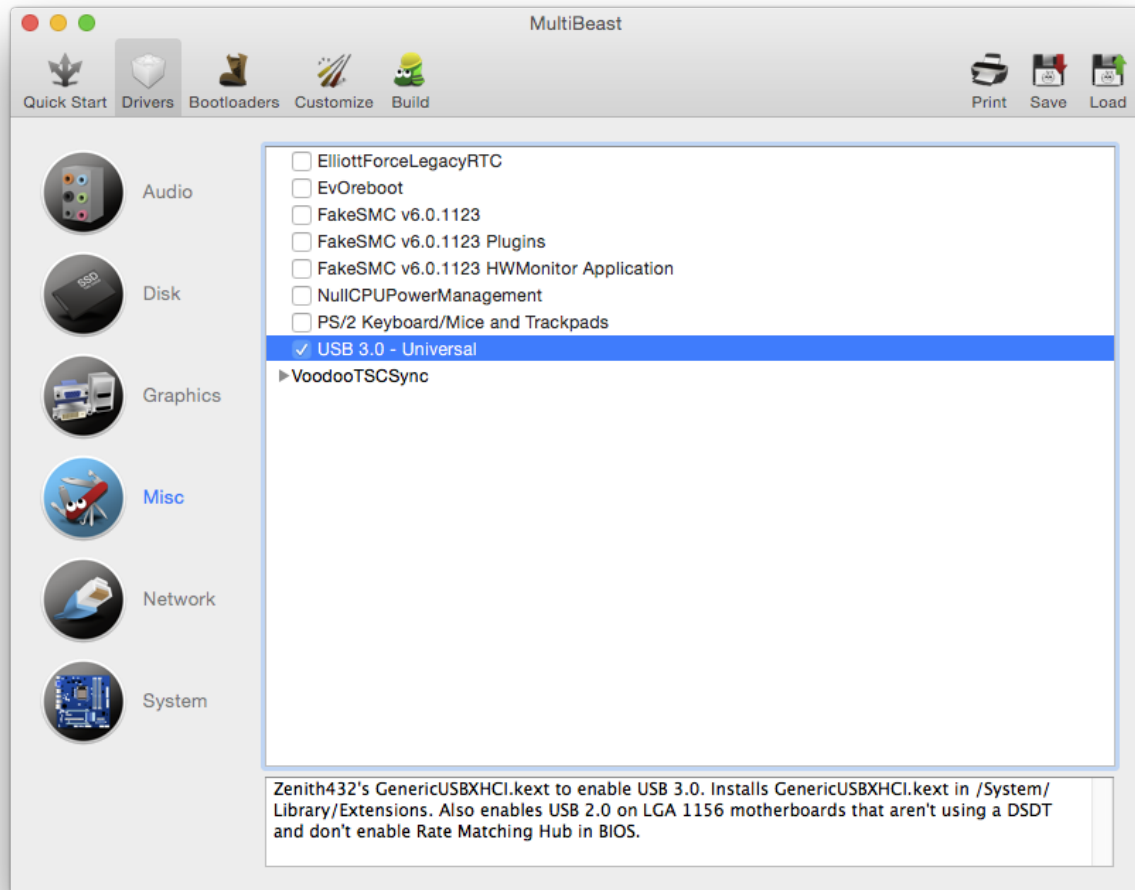 MultiBeast
Quick Start
Drivers
Bootloaders
Customize
Build
Print
Save
Load
Audio
Disk
SSD
Graphics
Misc
Network
System
ElliottForceLegacyRTC
EvOreboot
FakeSMC v6.0.1123
FakeSMC v6.0.1123 Plugins
FakeSMC v6.0.1123 HWMonitor Application
NullCPUPowerManagement
PS/2 Keyboard/Mice and Trackpads
USB 3.0 - Universal
VoodooTSCSync
Zenith432's GenericUSBXHCI.kext to enable USB 3.0. Installs GenericUSBXHCI.kext in /System/
Library/Extensions. Also enables USB 2.0 on LGA 1156 motherboards that aren't using a DSDT
and don't enable Rate Matching Hub in BIOS.